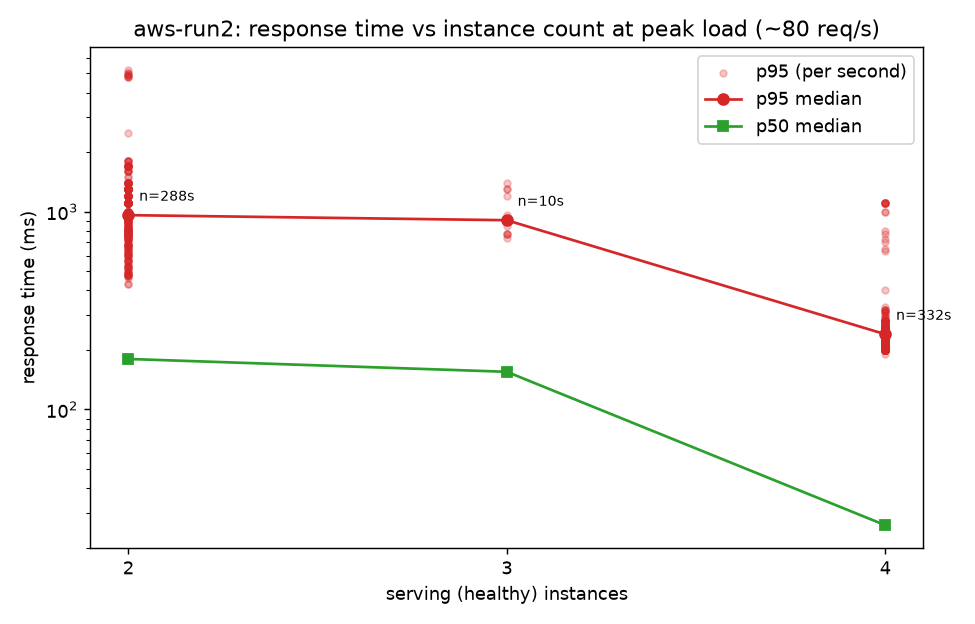 aws-run2: response time vs instance count at peak load (~80 req/s)
p95 (per second)
p95 median
p50 median
n=288s
n=10s
n=332s
10³
10²
response time (ms)
2
3
4
serving (healthy) instances